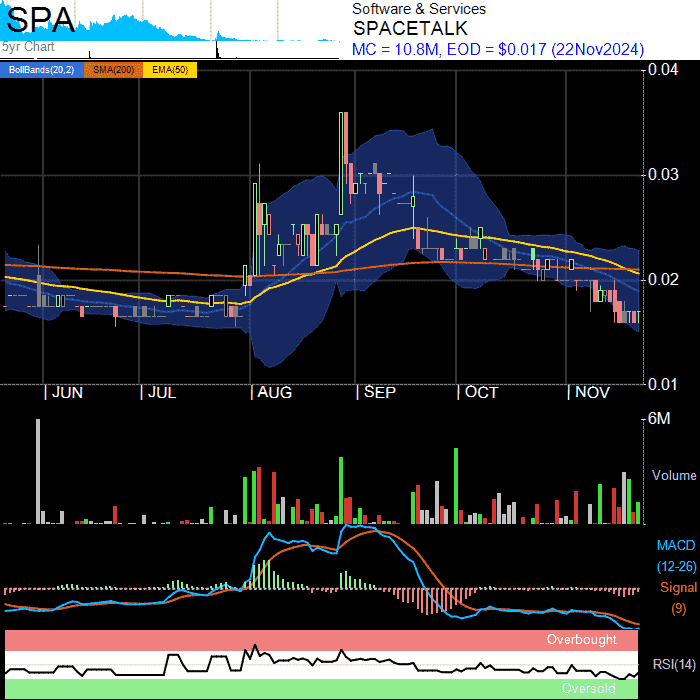 SPA
5yr Chart
Software & Services
SPACETALK
MC = 10.8M, EOD = $0.017 (22Nov2024)
BollBands(20,2) SMA(200) EMA(50)
0.04
0.03
0.02
0.01
JUN JUL AUG SEP OCT NOV
6M
Volume
MACD
(12-26)
Signal
(9)
Overbought
RSI(14)
Oversold